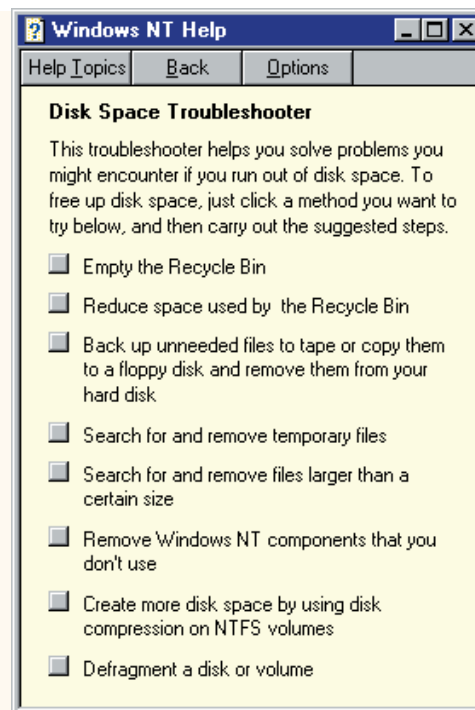 Windows NT Help
Help Topics Back Options
Disk Space Troubleshooter
This troubleshooter helps you solve problems you
might encounter if you run out of disk space. To
free up disk space, just click a method you want to
try below, and then carry out the suggested steps.
Empty the Recycle Bin
Reduce space used by the Recycle Bin
Back up unneeded files to tape or copy them
to a floppy disk and remove them from your
hard disk
Search for and remove temporary files
Search for and remove files larger than a
certain size
Remove Windows NT components that you
don't use
Create more disk space by using disk
compression on NTFS volumes
Defragment a disk or volume